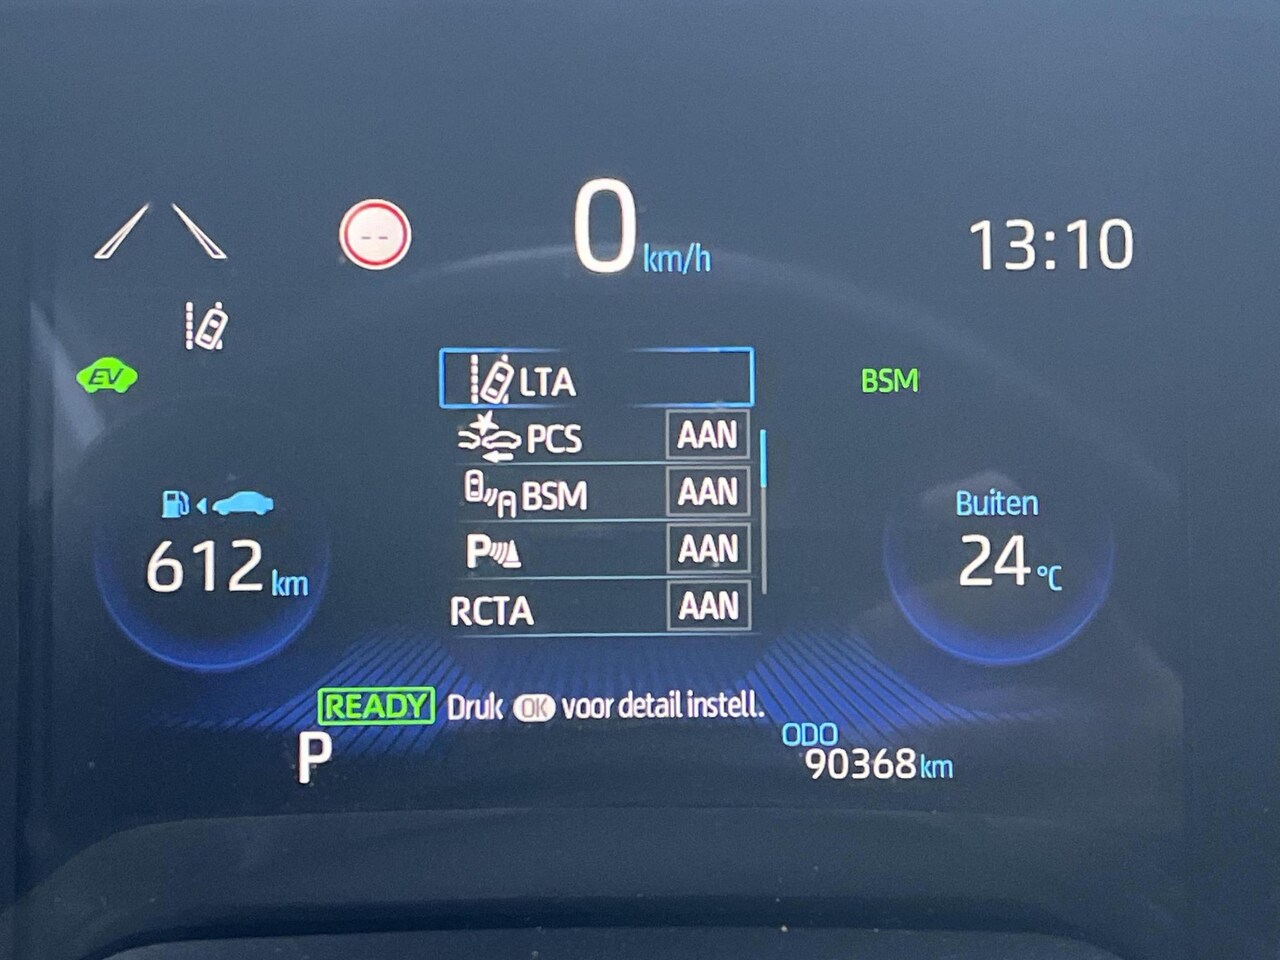 -- 0 km/h 13:10
EV
LTA
BSM
PCS AAN
BSM AAN
P AAN
RCTA AAN
612 km
Buiten
24 °C
READY Druk OK voor detail instell.
P
ODO
90368 km